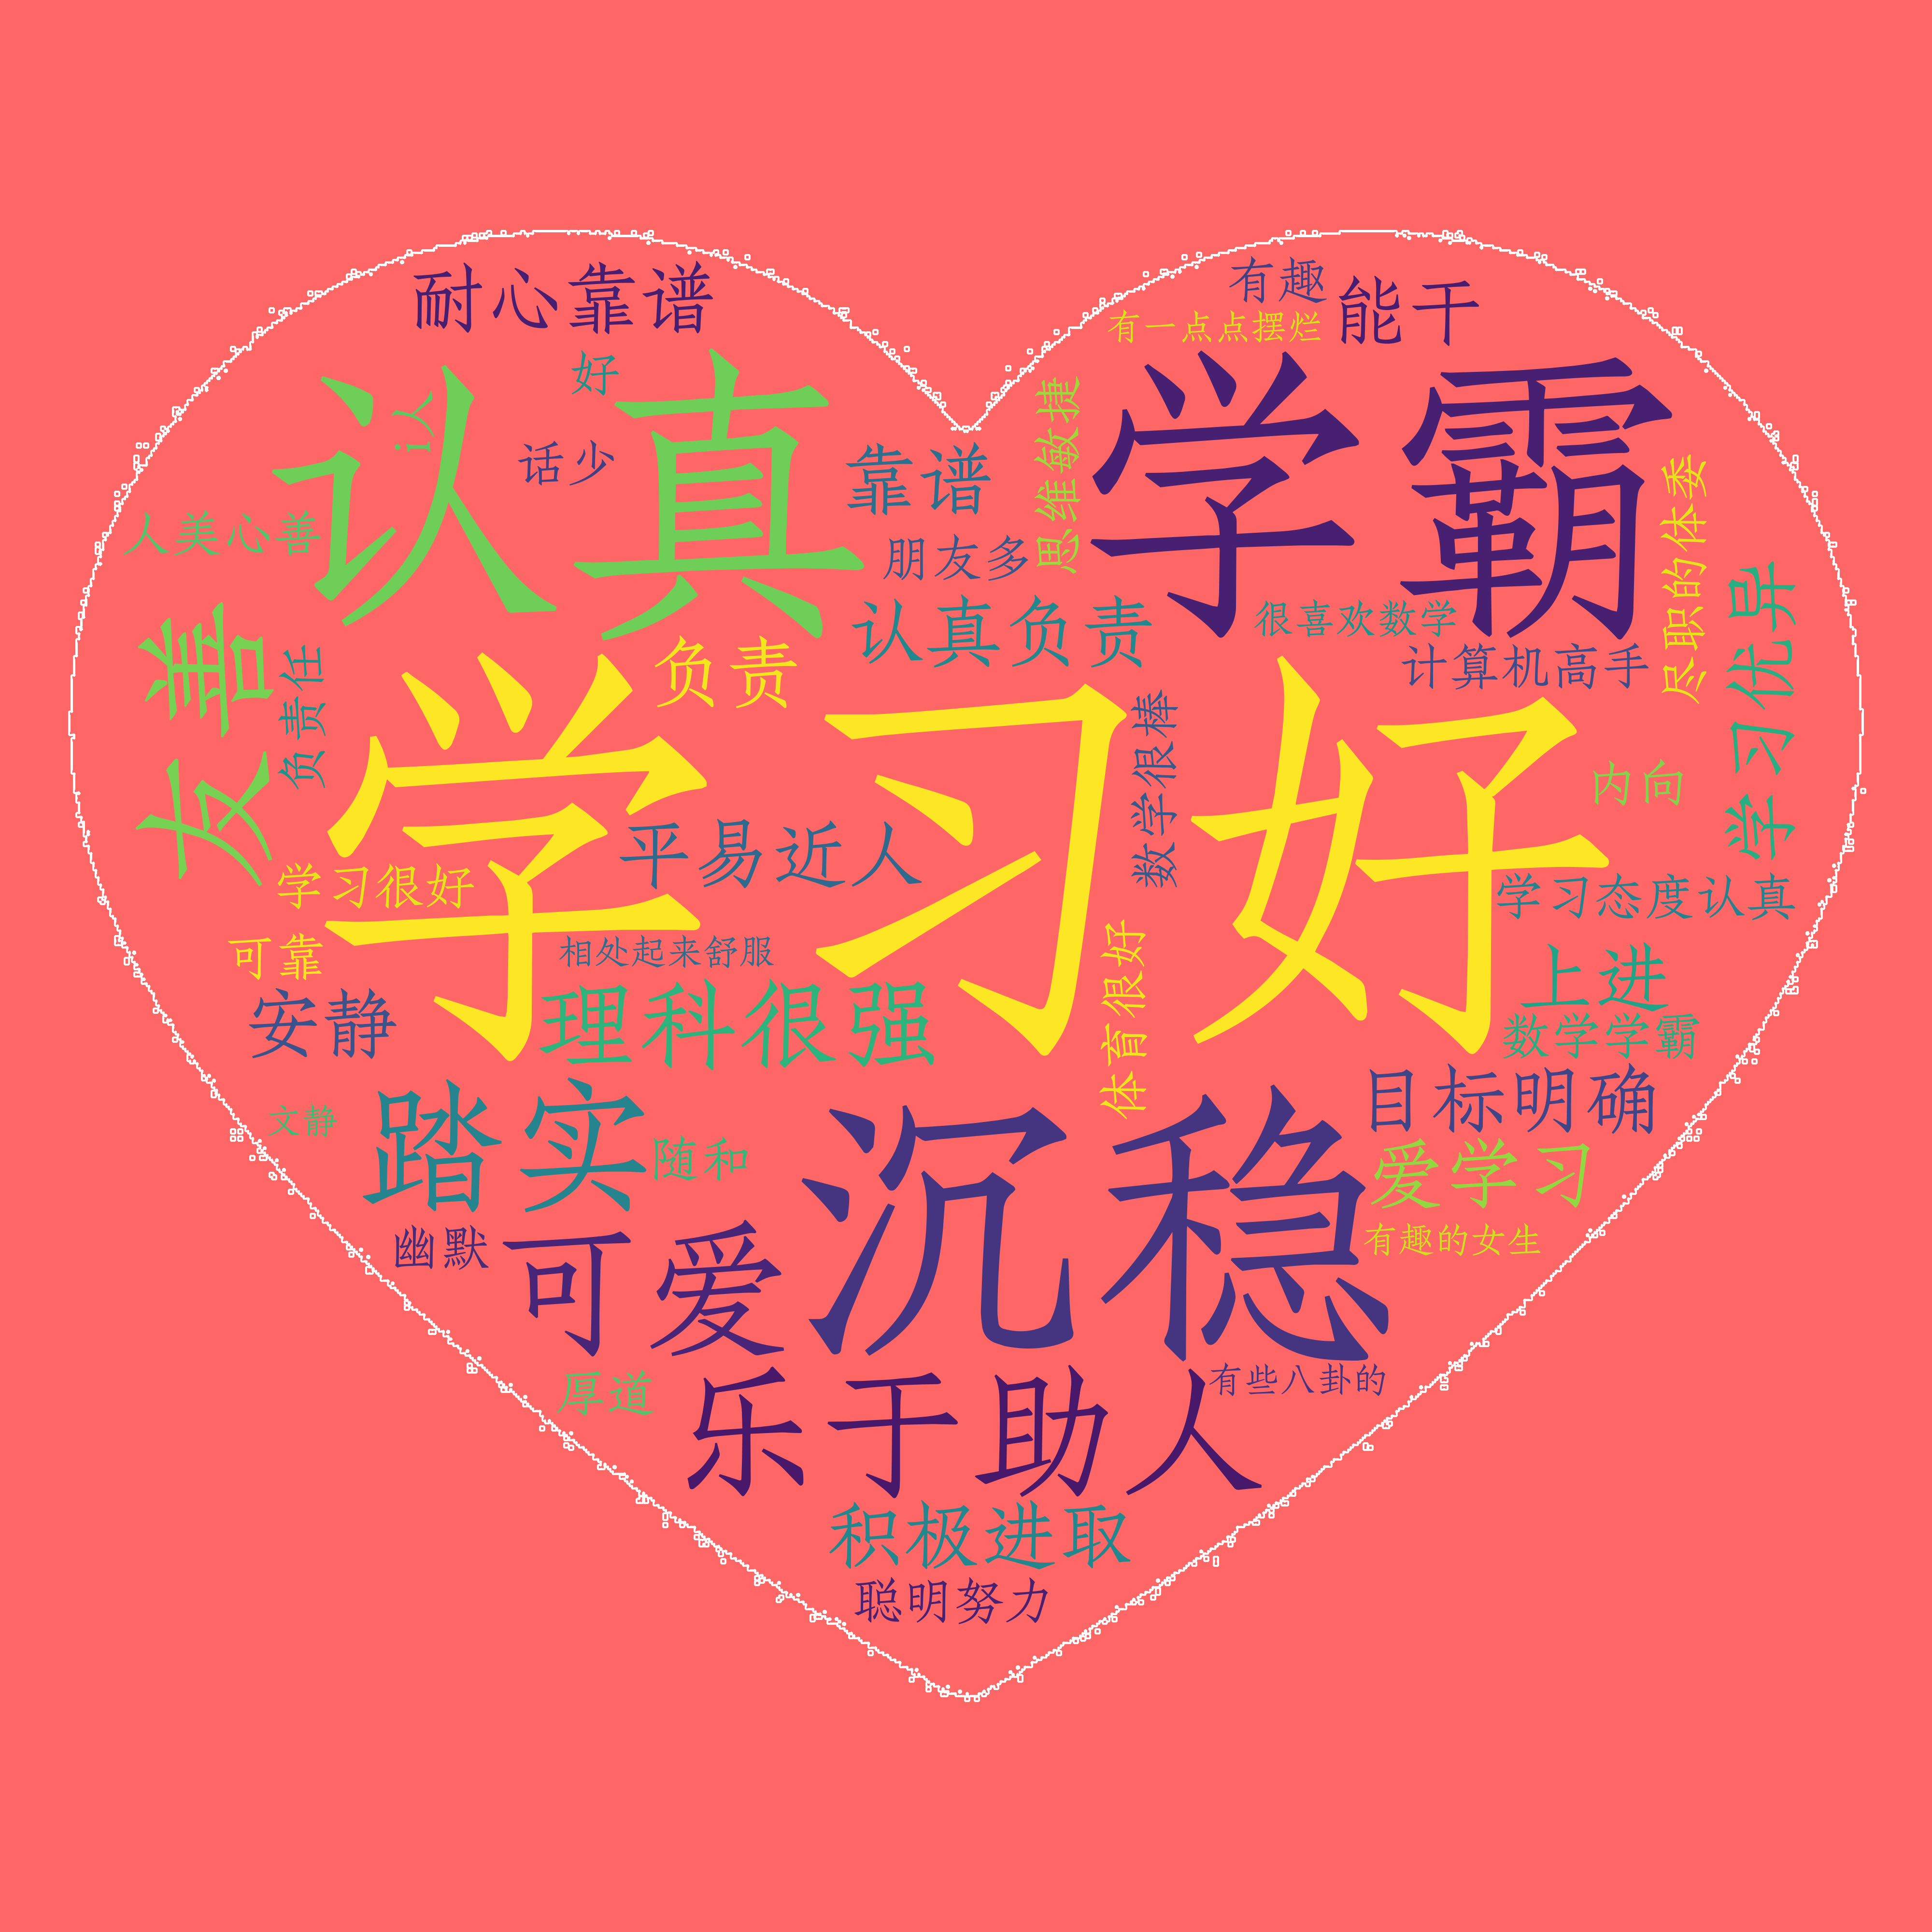 耐心靠谱
有趣
能干
有一点点摆烂
好
认真
认
话少
学霸
思维敏捷
靠谱
人美心善
朋友多
尽职的体委
学习优异
友善
认真负责
很喜欢数学
负责任
负责
计算机高手
学习好
数学很棒
内向
平易近人
学习很好
学习态度认真
可靠
相处起来舒服
体育很好
上进
安静
理科很强
数学学霸
目标明确
文静
踏实
随和
沉稳
爱学习
幽默
可爱
有趣的女生
厚道
乐于助人
有些八卦的
积极进取
聪明努力